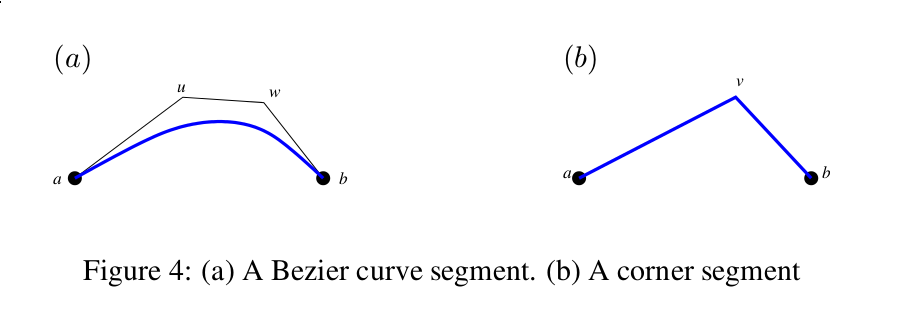 (a)
(b)
u
w
v
a
b
a
b
Figure 4: (a) A Bezier curve segment. (b) A corner segment